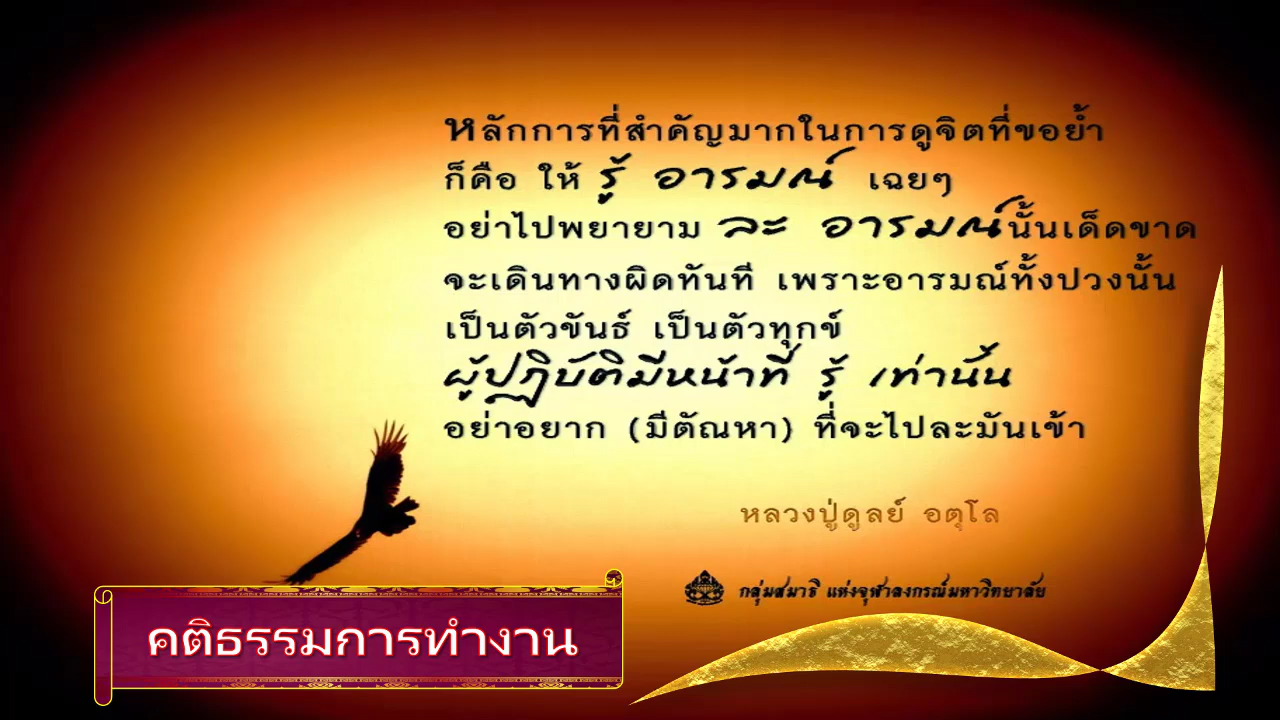 หลักการที่สำคัญมากในการดูจิตที่ขอย้ำ
ก็คือ ให้ รู้ อารมณ์ เฉยๆ
อย่าไปพยายาม ละ อารมณ์นั้นเด็ดขาด
จะเดินทางผิดทันที เพราะอารมณ์ทั้งปวงนั้น
เป็นตัวขันธ์ เป็นตัวทุกข์
ผู้ปฏิบัติมีหน้าที่ รู้ เท่านั้น
อย่าอยาก (มีตัณหา) ที่จะไปละมันเข้า
หลวงปู่ดูลย์ อตุโล
กลุ่มสมาธิ แห่งจุฬาลงกรณ์มหาวิทยาลัย
คติธรรมการทำงาน